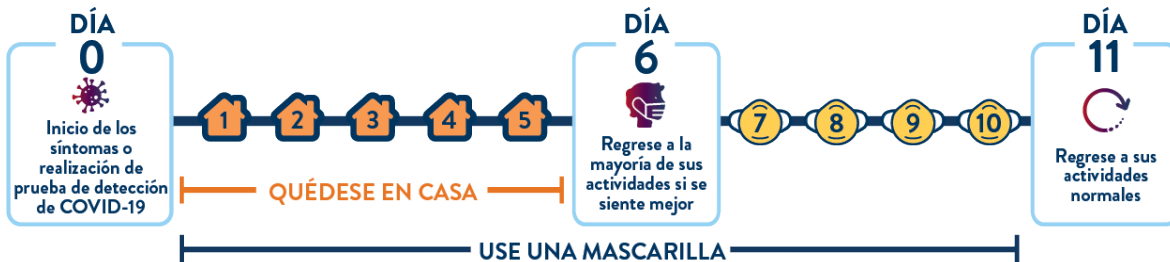 DÍA
0
Inicio de los
síntomas o
realización de
prueba de detección
de COVID-19
1
2
3
4
5
QUÉDESE EN CASA
DÍA
6
Regrese a la
mayoría de sus
actividades si se
siente mejor
7
8
9
10
USE UNA MASCARILLA
DÍA
11
Regrese a sus
actividades
normales